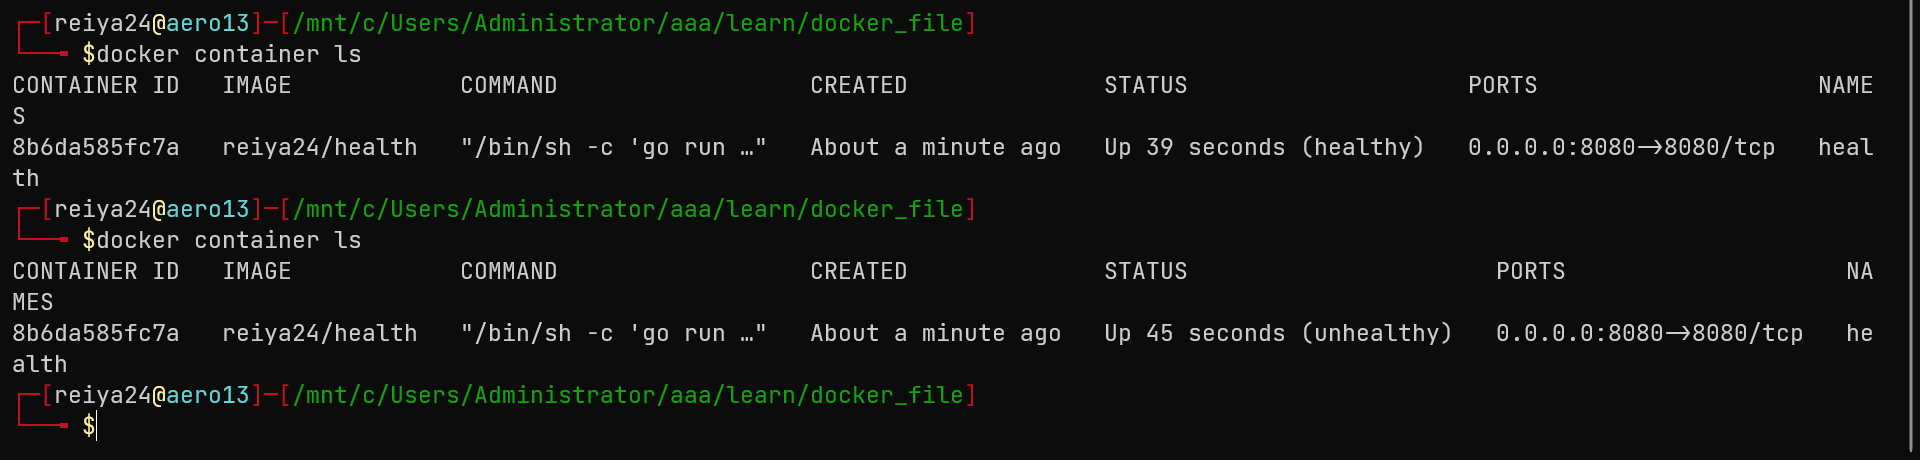 ┌─[reiya24@aero13]─[/mnt/c/Users/Administrator/aaa/learn/docker_file]
└──╼ $docker container ls
CONTAINER ID   IMAGE            COMMAND                  CREATED              STATUS                    PORTS                    NAME
S
8b6da585fc7a   reiya24/health   "/bin/sh -c 'go run …"   About a minute ago   Up 39 seconds (healthy)   0.0.0.0:8080->8080/tcp   heal
th
┌─[reiya24@aero13]─[/mnt/c/Users/Administrator/aaa/learn/docker_file]
└──╼ $docker container ls
CONTAINER ID   IMAGE            COMMAND                  CREATED              STATUS                      PORTS                    NA
MES
8b6da585fc7a   reiya24/health   "/bin/sh -c 'go run …"   About a minute ago   Up 45 seconds (unhealthy)   0.0.0.0:8080->8080/tcp   he
alth
┌─[reiya24@aero13]─[/mnt/c/Users/Administrator/aaa/learn/docker_file]
└──╼ $